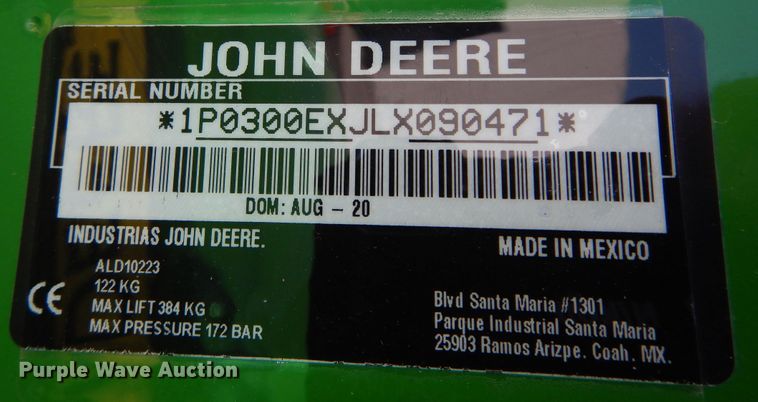 JOHN DEERE
SERIAL NUMBER
*1P0300EXJLX090471*
DOM: AUG - 20
INDUSTRIAS JOHN DEERE.
MADE IN MEXICO
ALD10223
122 KG
CE MAX LIFT 384 KG
MAX PRESSURE 172 BAR
Blvd Santa Maria #1301
Parque Industrial Santa Maria
25903 Ramos Arizpe. Coah. MX.
Purple Wave Auction